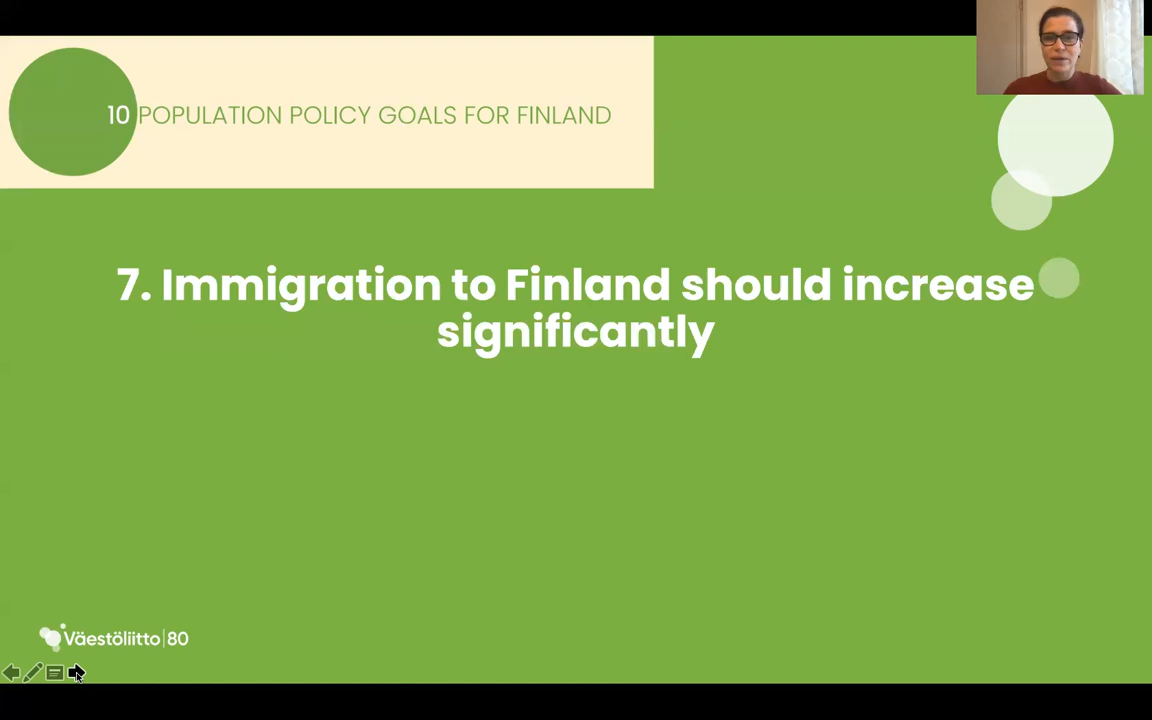 10 POPULATION POLICY GOALS FOR FINLAND
7. Immigration to Finland should increase
significantly
Väestöliitto|80